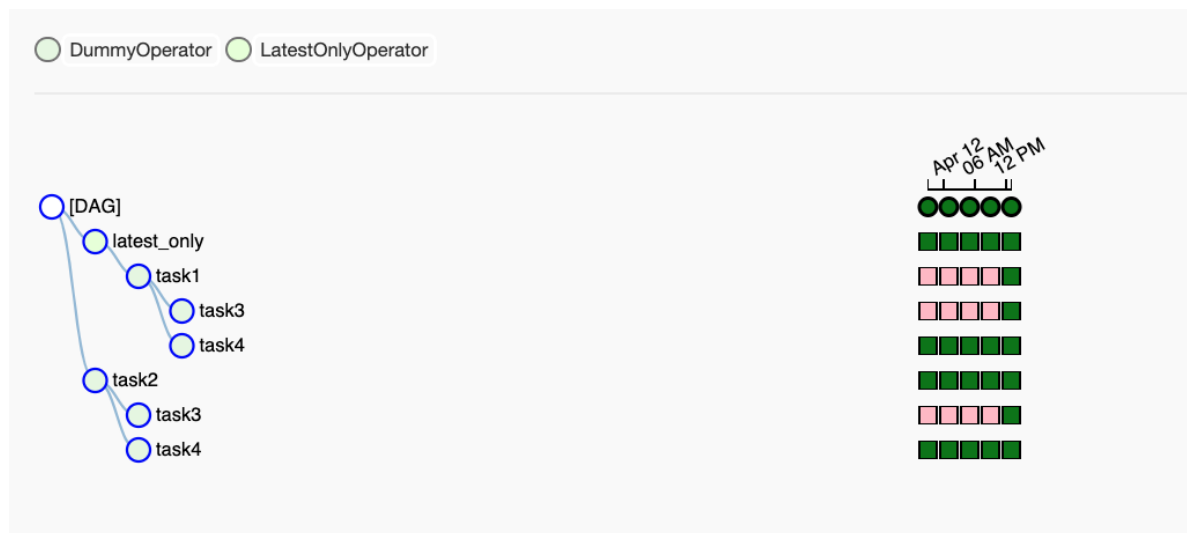 DummyOperator LatestOnlyOperator
Apr 12 06 AM 12 PM
[DAG]
latest_only
task1
task3
task4
task2
task3
task4